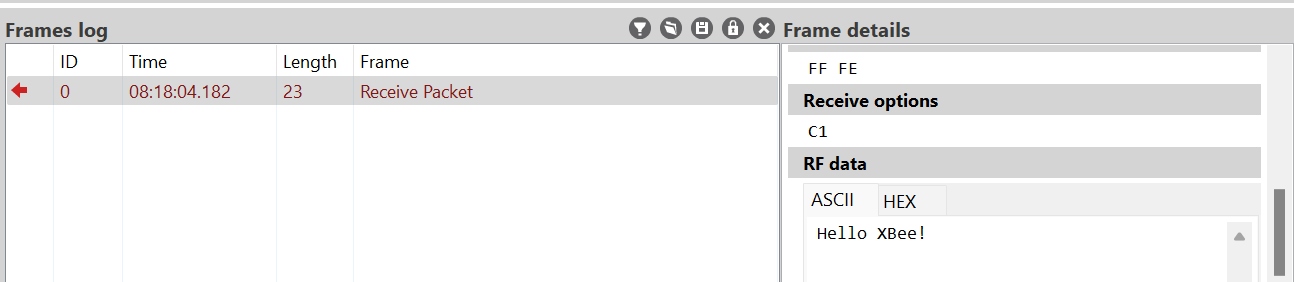 Frames log
ID Time Length Frame
0 08:18:04.182 23 Receive Packet
Frame details
FF FE
Receive options
C1
RF data
ASCII HEX
Hello XBee!